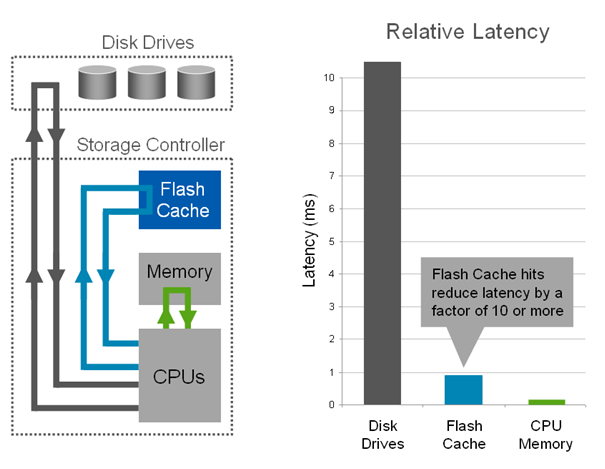 Disk Drives
Storage Controller
Flash
Cache
Memory
CPUs
Relative Latency
Latency (ms)
10
9
8
7
6
5
4
3
2
1
0
Flash Cache hits
reduce latency by a
factor of 10 or more
Disk
Drives
Flash
Cache
CPU
Memory